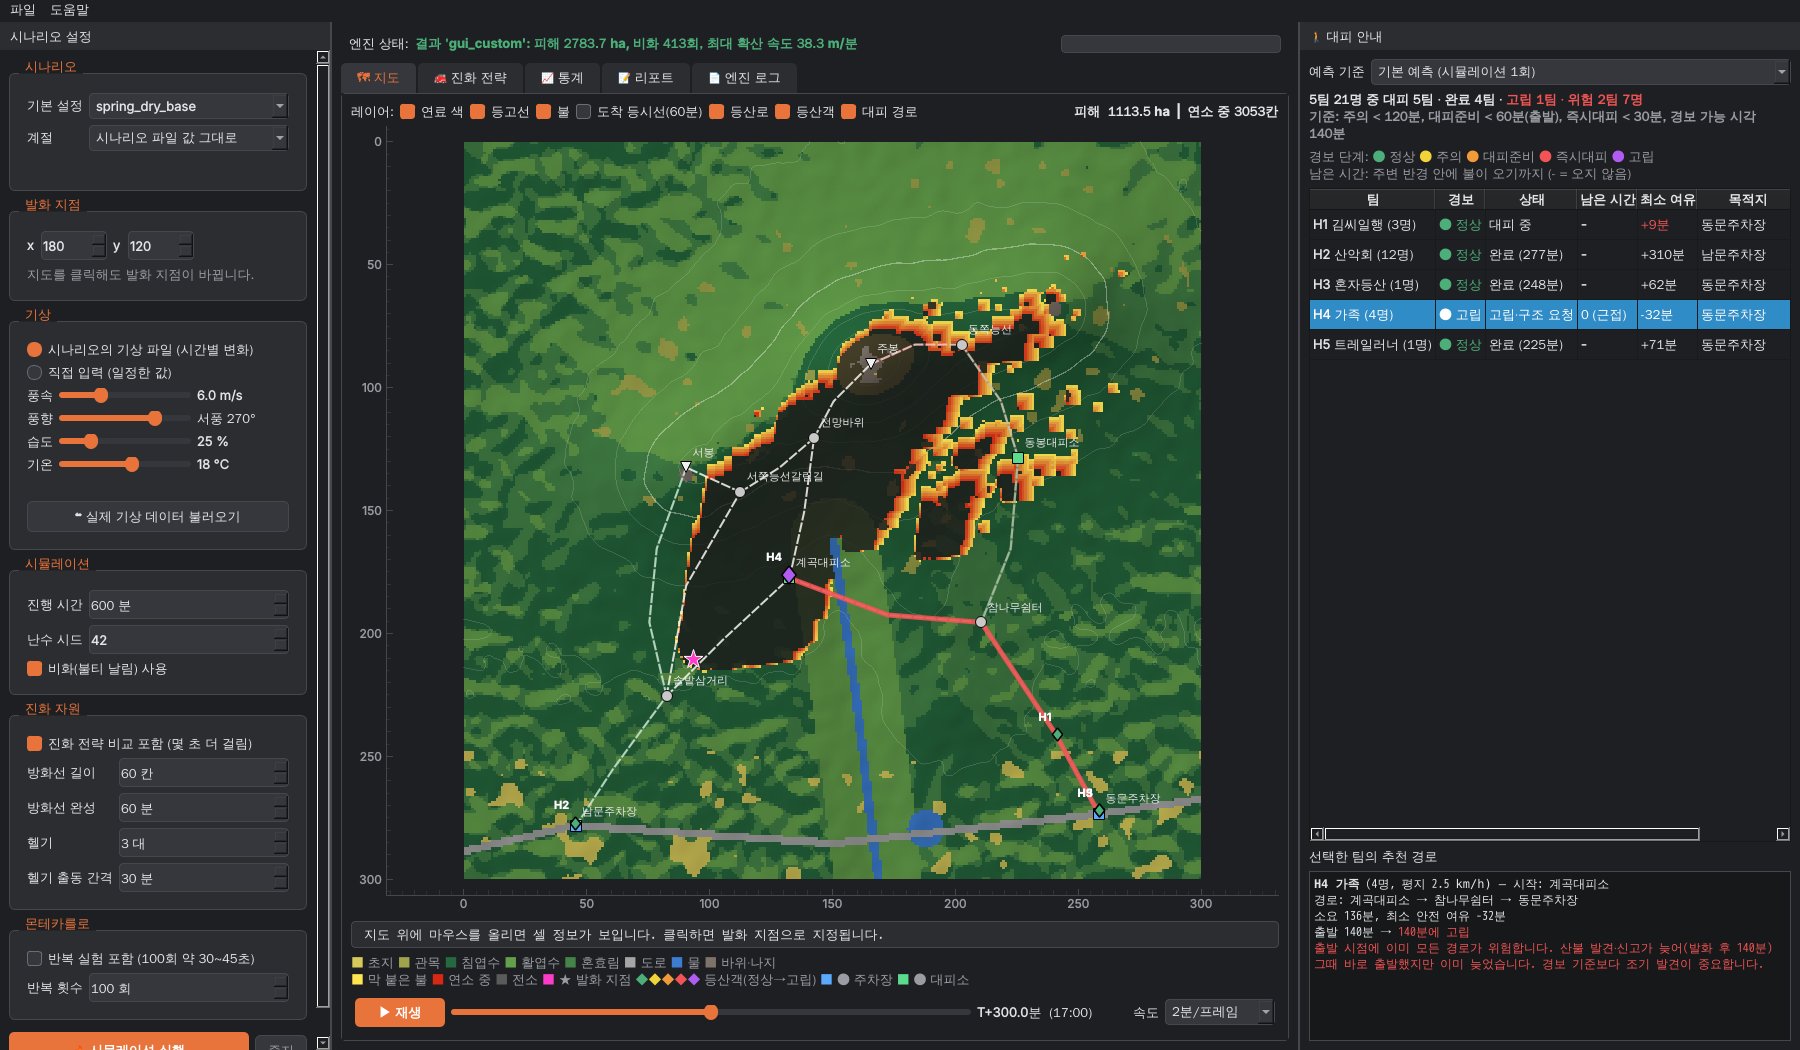 파일 도움말
시나리오 설정
시나리오
기본 설정 spring_dry_base
계절 시나리오 파일 값 그대로
발화 지점
x 180 y 120
지도를 클릭해도 발화 지점이 바뀝니다.
기상
시나리오의 기상 파일 (시간별 변화)
직접 입력 (일정한 값)
풍속 6.0 m/s
풍향 서풍 270°
습도 25 %
기온 18 °C
실제 기상 데이터 불러오기
시뮬레이션
진행 시간 600 분
난수 시드 42
비화(불티 날림) 사용
진화 자원
진화 전략 비교 포함 (몇 초 더 걸림)
방화선 길이 60 칸
방화선 완성 60 분
헬기 3 대
헬기 출동 간격 30 분
몬테카를로
반복 실험 포함 (100회 약 30~45초)
반복 횟수 100 회
시뮬레이션 실행 중지
엔진 상태: 결과 'gui_custom': 피해 2783.7 ha, 비화 413회, 최대 확산 속도 38.3 m/분
지도 진화 전략 통계 리포트 엔진 로그
레이어: 연료 색 등고선 불 도착 등시선(60분) 등산로 등산객 대피 경로
피해 1113.5 ha | 연소 중 3053칸
0
50
100
150
200
250
300
0 50 100 150 200 250 300
동쪽능선
주봉
전망바위
동봉대피소
서봉
서쪽능선갈림길
H4
계곡대피소
참나무쉼터
솔밭삼거리
H1
H2
남문주차장
H3
동문주차장
지도 위에 마우스를 올리면 셀 정보가 보입니다. 클릭하면 발화 지점으로 지정됩니다.
초지 관목 침엽수 활엽수 혼효림 도로 물 바위·나지
막 붙은 불 연소 중 전소 ★ 발화 지점 등산객(정상→고립) 주차장 대피소
▶ 재생 T+300.0분 (17:00) 속도 2분/프레임
대피 안내
예측 기준 기본 예측 (시뮬레이션 1회)
5팀 21명 중 대피 5팀 · 완료 4팀 · 고립 1팀 · 위험 2팀 7명
기준: 주의 < 120분, 대피준비 < 60분(출발), 즉시대피 < 30분, 경보 가능 시각
140분
경보 단계: 정상 주의 대피준비 즉시대피 고립
남은 시간: 주변 반경 안에 불이 오기까지 (- = 오지 않음)
팀 경보 상태 남은 시간 최소 여유 목적지
H1 김씨일행 (3명) 정상 대피 중 - +9분 동문주차장
H2 산악회 (12명) 정상 완료 (277분) - +310분 남문주차장
H3 혼자등산 (1명) 정상 완료 (248분) - +62분 동문주차장
H4 가족 (4명) 고립 고립·구조 요청 0 (근접) -32분 동문주차장
H5 트레일러너 (1명) 정상 완료 (225분) - +71분 동문주차장
선택한 팀의 추천 경로
H4 가족 (4명, 평지 2.5 km/h) — 시작: 계곡대피소
경로: 계곡대피소 → 참나무쉼터 → 동문주차장
소요 136분, 최소 안전 여유 -32분
출발 140분 → 140분에 고립
출발 시점에 이미 모든 경로가 위험합니다. 산불 발견·신고가 늦어(발화 후 140분)
그때 바로 출발했지만 이미 늦었습니다. 경보 기준보다 조기 발견이 중요합니다.